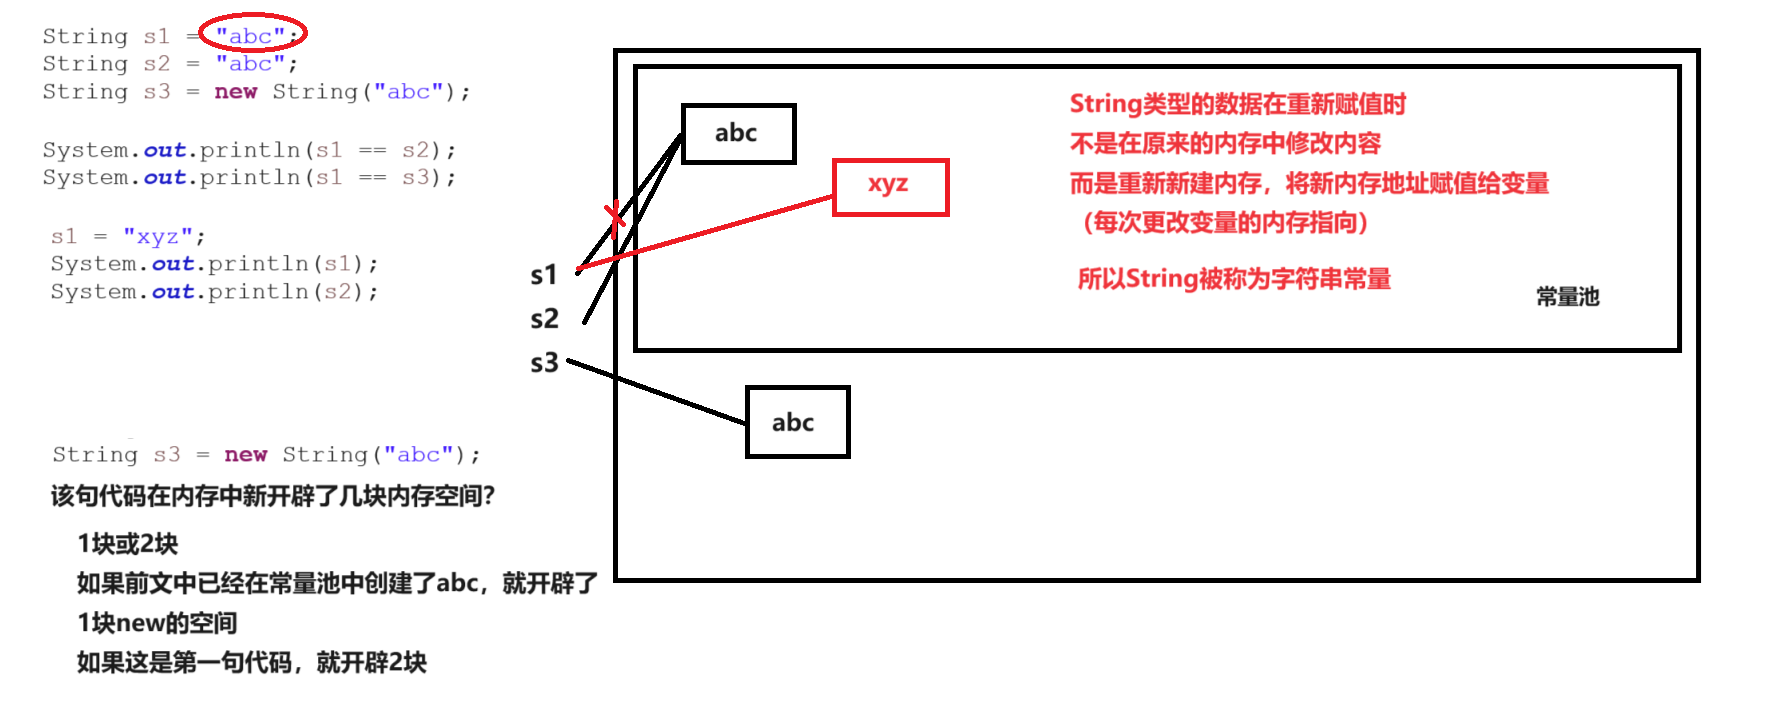 String s1 = "abc";
String s2 = "abc";
String s3 = new String("abc");
System.out.println(s1 == s2);
System.out.println(s1 == s3);
s1 = "xyz";
System.out.println(s1);
System.out.println(s2);
String s3 = new String("abc");
该句代码在内存中新开辟了几块内存空间?
1块或2块
如果前文中已经在常量池中创建了abc，就开辟了
1块new的空间
如果这是第一句代码，就开辟2块
s1
s2
s3
abc
xyz
abc
String类型的数据在重新赋值时
不是在原来的内存中修改内容
而是重新新建内存，将新内存地址赋值给变量
（每次更改变量的内存指向）
所以String被称为字符串常量
常量池